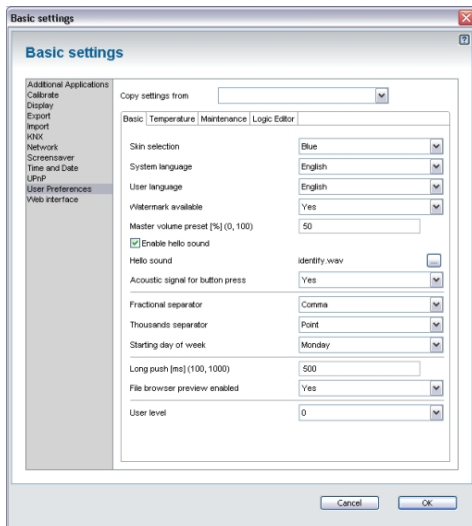 Basic settings
Basic settings
Additional Applications
Calibrate
Display
Export
Import
KNX
Network
Screensaver
Time and Date
UPnP
User Preferences
Web interface
Copy settings from
Basic Temperature Maintenance Logic Editor
Skin selection Blue
System language English
User language English
Watermark available Yes
Master volume preset [%] (0, 100) 50
Enable hello sound
Hello sound identify.wav ...
Acoustic signal for button press Yes
Fractional separator Comma
Thousands separator Point
Starting day of week Monday
Long push [ms] (100, 1000) 500
File browser preview enabled Yes
User level 0
Cancel OK